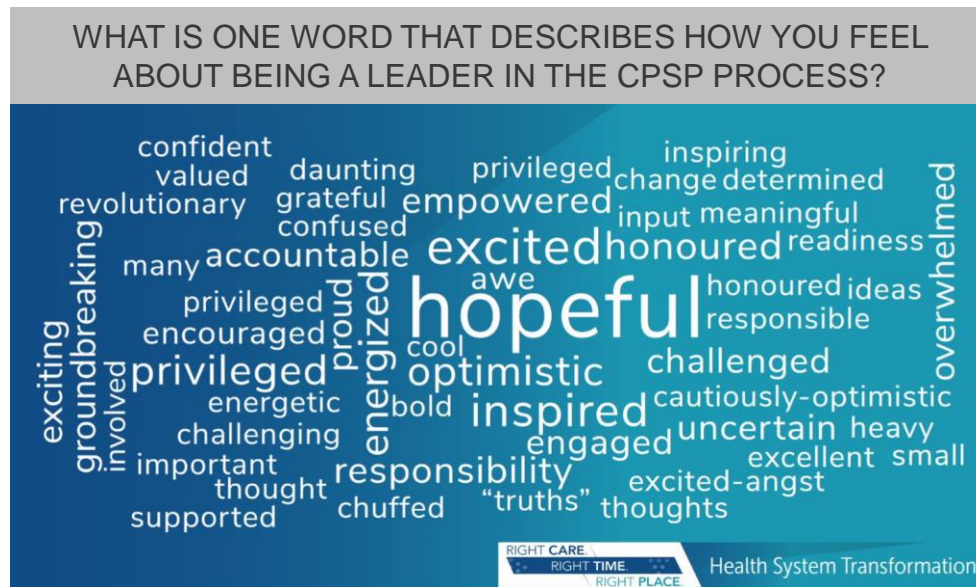 WHAT IS ONE WORD THAT DESCRIBES HOW YOU FEEL
ABOUT BEING A LEADER IN THE CPSP PROCESS?
confident
valued
revolutionary
daunting
grateful
confused
privileged
empowered
inspiring
change
determined
input
meaningful
overwhelmed
many
accountable
excited
honoured
readiness
groundbreaking
exciting
involved
privileged
encouraged
proud
energized
awe
hopeful
honoured
ideas
responsible
privileged
cool
optimistic
challenged
energetic
bold
inspired
cautiously-optimistic
challenging
engaged
uncertain
heavy
important
responsibility
excellent
small
thought
excited-angst
supported
chuffed
“truths”
thoughts
RIGHT CARE.
RIGHT TIME.
RIGHT PLACE.
Health System Transformation